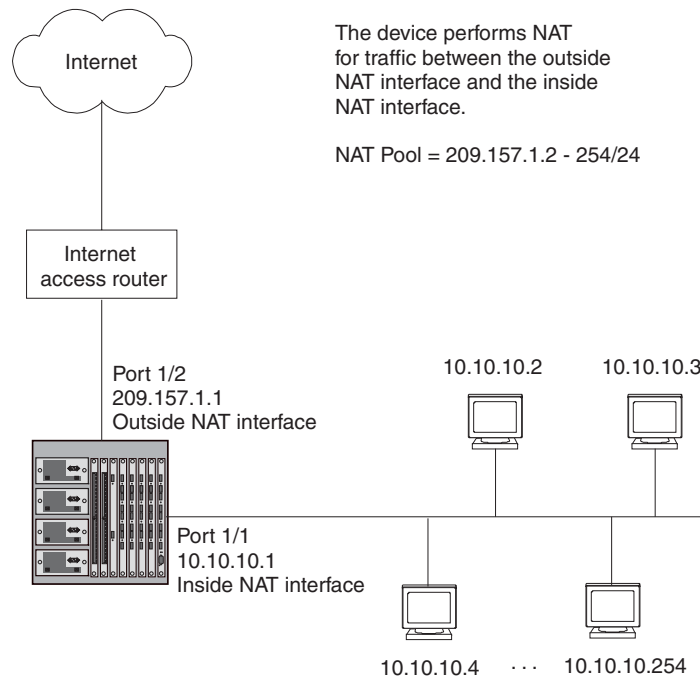 Internet
The device performs NAT
for traffic between the outside
NAT interface and the inside
NAT interface.
NAT Pool = 209.157.1.2 - 254/24
Internet
access router
Port 1/2
209.157.1.1
Outside NAT interface
10.10.10.2
10.10.10.3
Port 1/1
10.10.10.1
Inside NAT interface
10.10.10.4
. . .
10.10.10.254